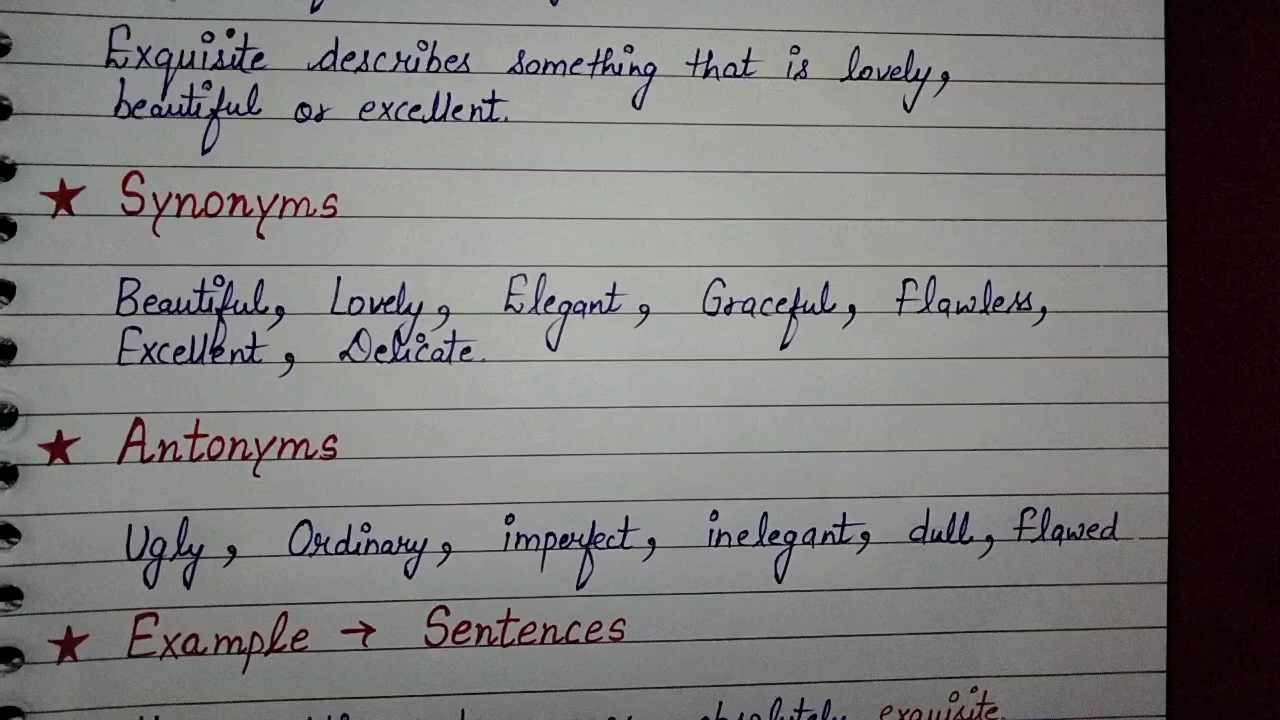 Exquisite describes something that is lovely,
beautiful or excellent.
★ Synonyms
Beautiful, Lovely, Elegant, Graceful, Flawless,
Excellent, Delicate.
★ Antonyms
Ugly, Ordinary, imperfect, inelegant, dull, flawed
★ Example → Sentences
absolutely exquisite.